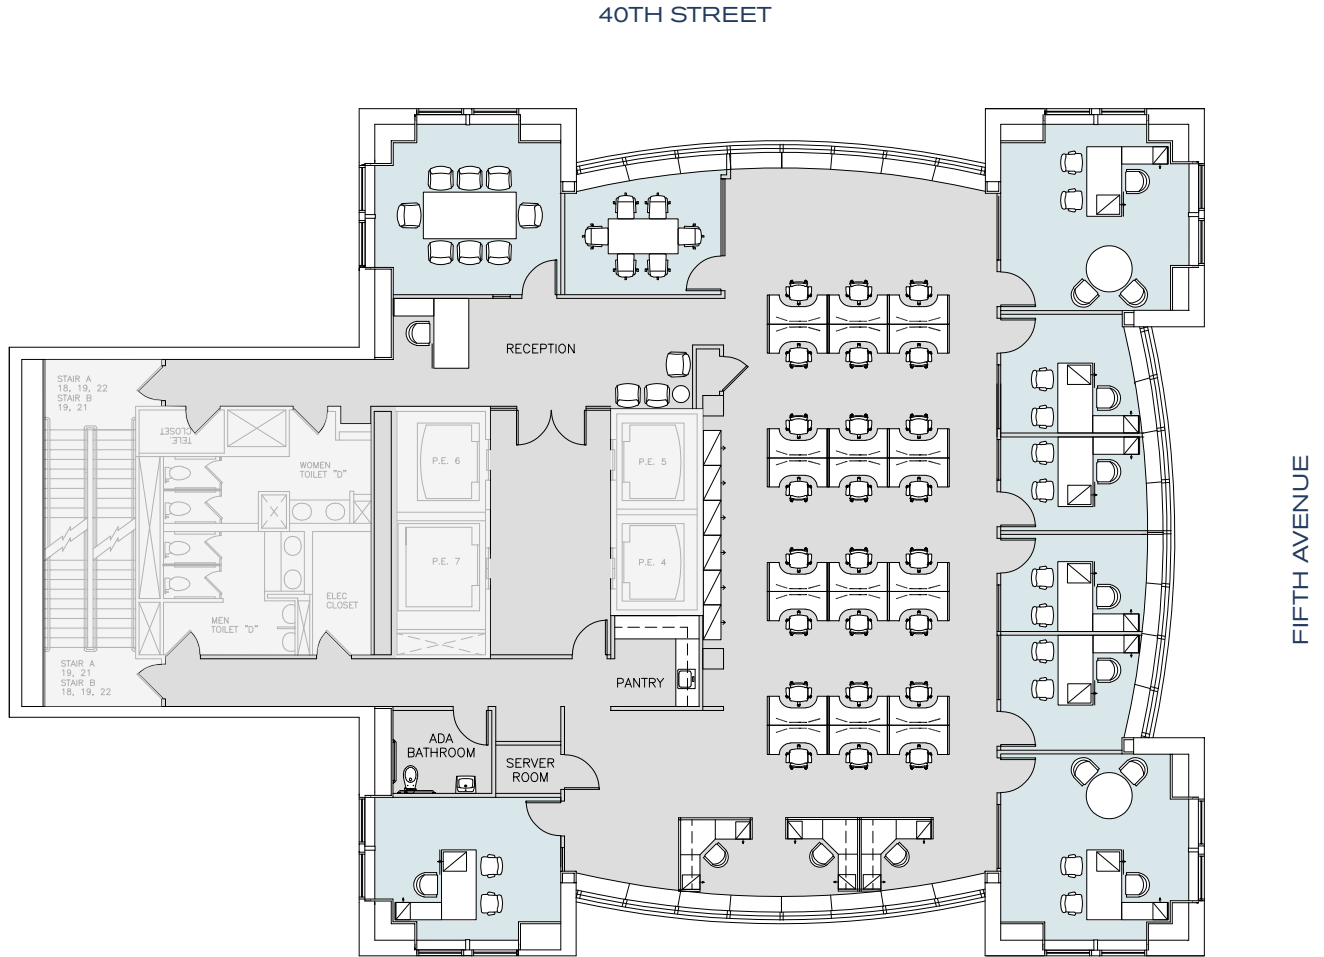 40TH STREET
RECEPTION
STAIR A
18, 19, 22
STAIR B
19, 21
TELE.
CLOSET
WOMEN
TOILET "D"
P.E. 6
P.E. 5
P.E. 7
P.E. 4
ELEC
CLOSET
MEN
TOILET "D"
STAIR A
19, 21
STAIR B
18, 19, 22
PANTRY
ADA
BATHROOM
SERVER
ROOM
FIFTH AVENUE